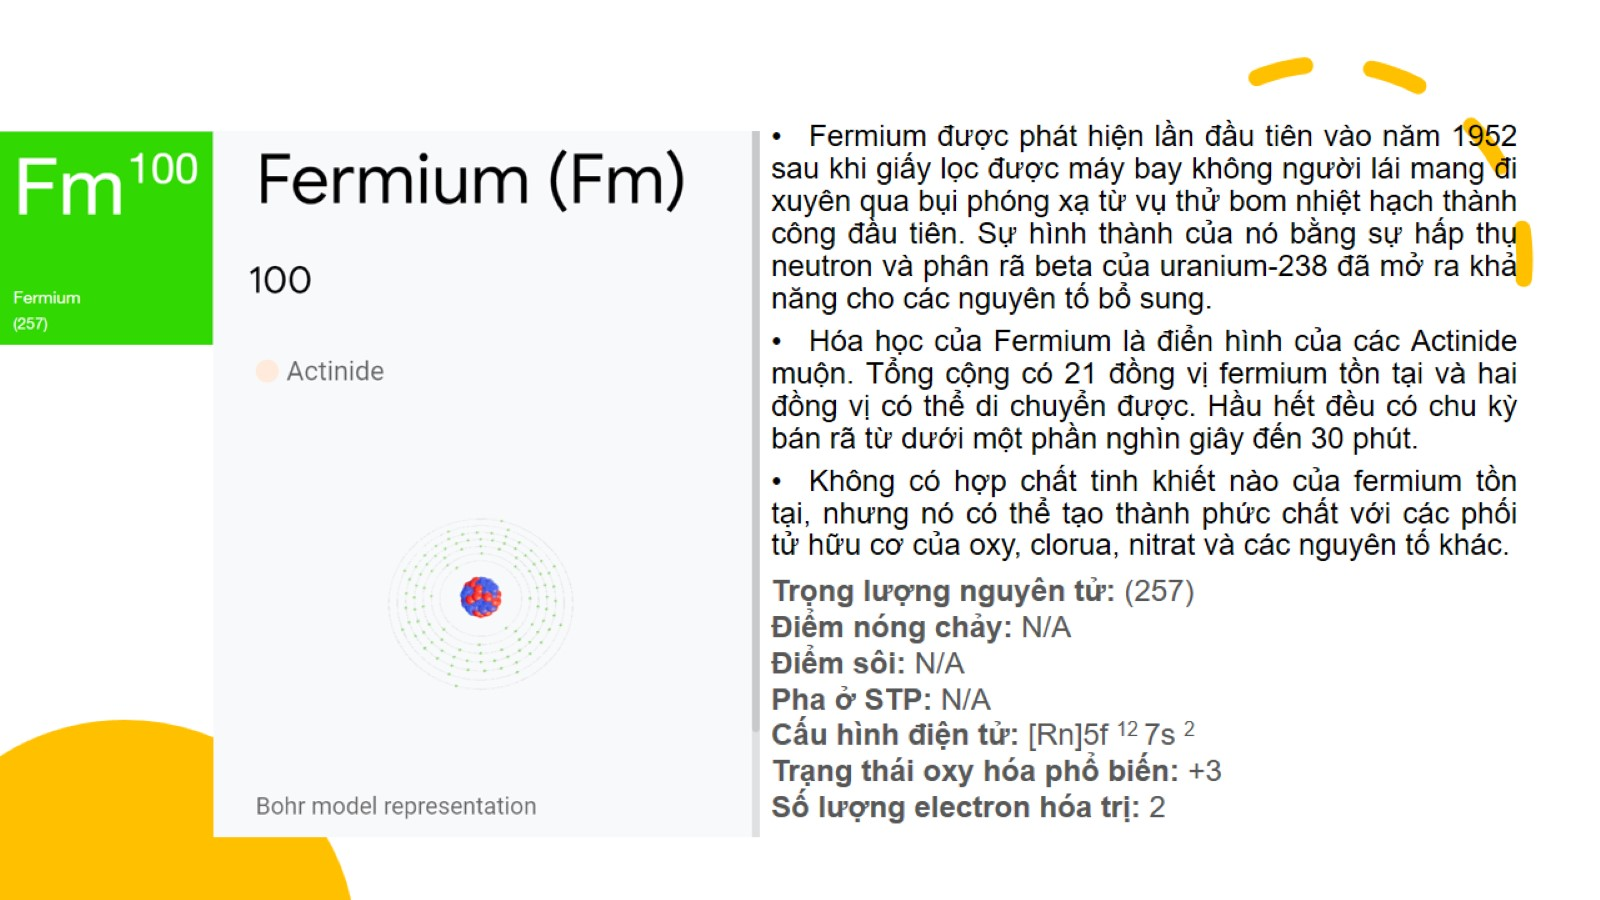 Fm 100
Fermium
(257)
Fermium (Fm)
100
Actinide
Bohr model representation
• Fermium được phát hiện lần đầu tiên vào năm 1952
sau khi giấy lọc được máy bay không người lái mang đi
xuyên qua bụi phóng xạ từ vụ thử bom nhiệt hạch thành
công đầu tiên. Sự hình thành của nó bằng sự hấp thụ
neutron và phân rã beta của uranium-238 đã mở ra khả
năng cho các nguyên tố bổ sung.
• Hóa học của Fermium là điển hình của các Actinide
muộn. Tổng cộng có 21 đồng vị fermium tồn tại và hai
đồng vị có thể di chuyển được. Hầu hết đều có chu kỳ
bán rã từ dưới một phần nghìn giây đến 30 phút.
• Không có hợp chất tinh khiết nào của fermium tồn
tại, nhưng nó có thể tạo thành phức chất với các phối
tử hữu cơ của oxy, clorua, nitrat và các nguyên tố khác.
Trọng lượng nguyên tử: (257)
Điểm nóng chảy: N/A
Điểm sôi: N/A
Pha ở STP: N/A
Cấu hình điện tử: [Rn]5f 12 7s 2
Trạng thái oxy hóa phổ biến: +3
Số lượng electron hóa trị: 2